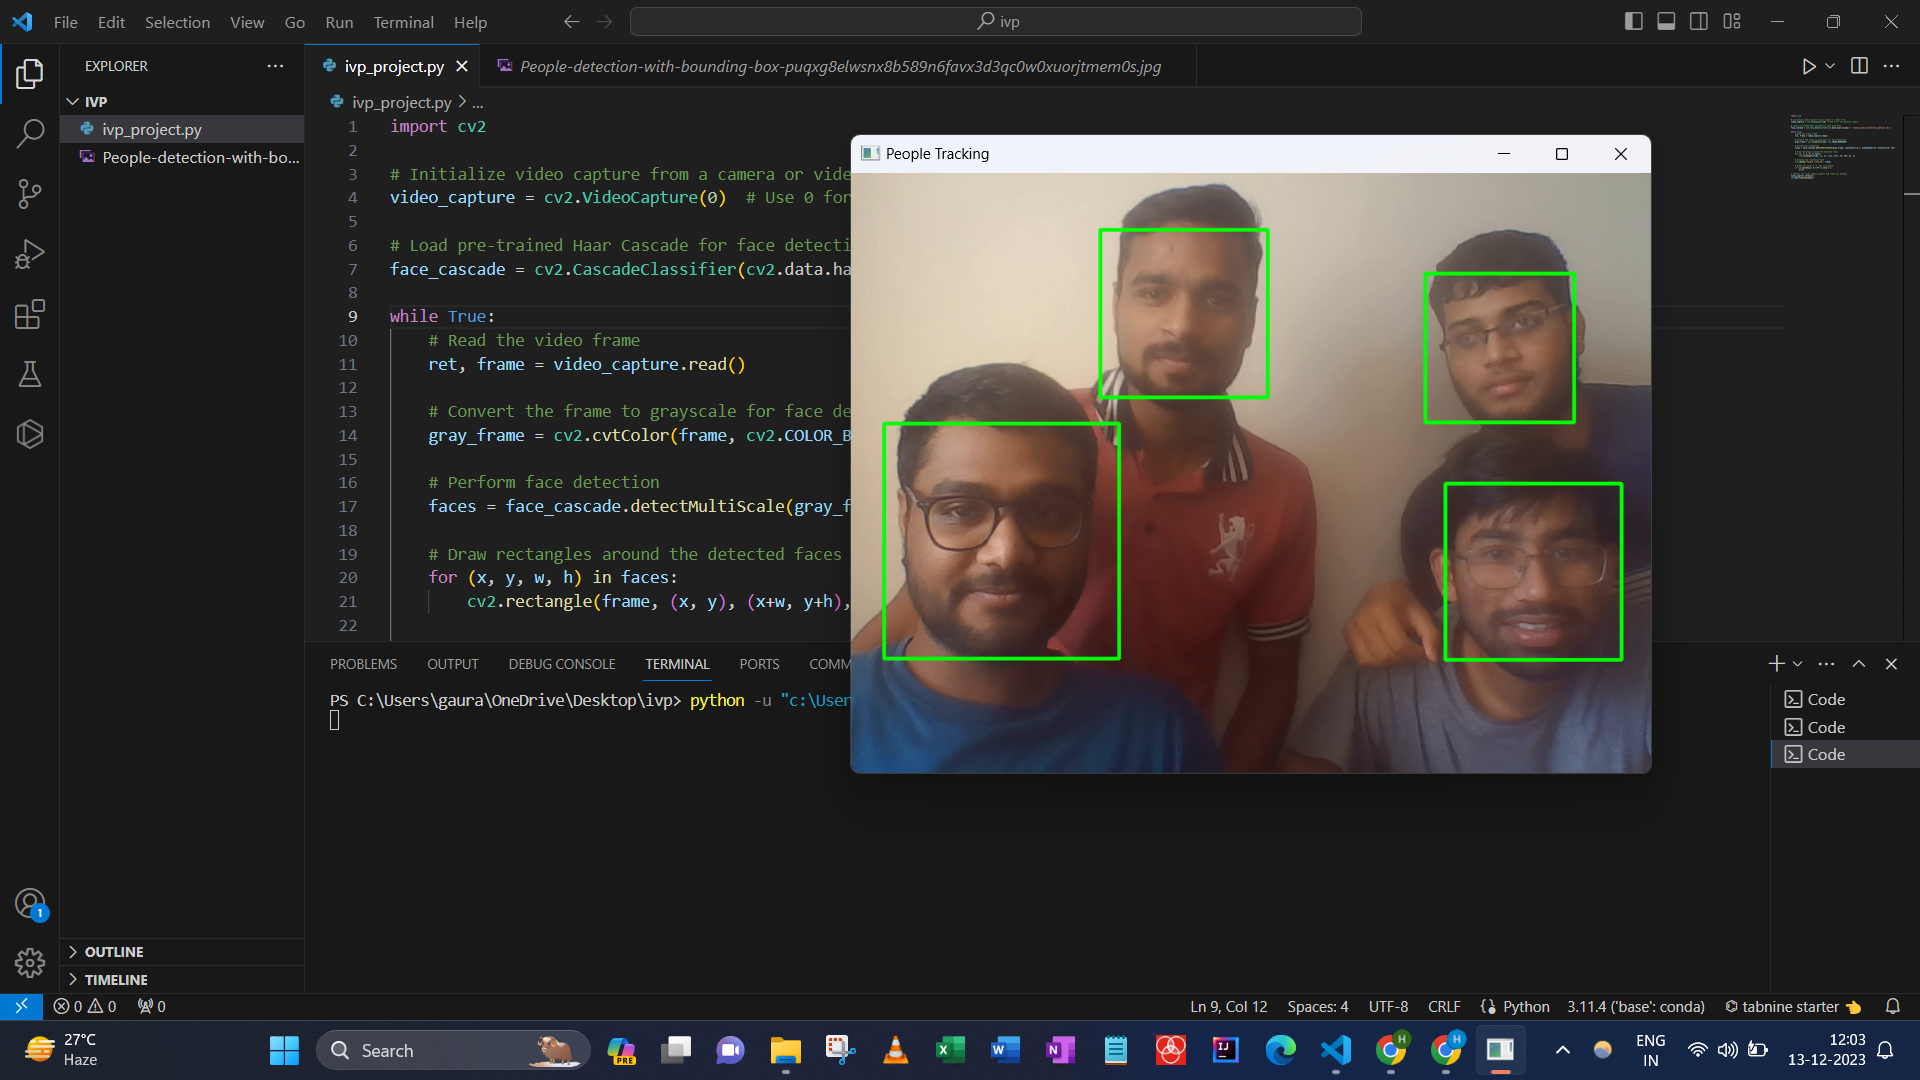 File Edit Selection View Go Run Terminal Help
ivp
EXPLORER
IVP
ivp_project.py
People-detection-with-bo...
OUTLINE
TIMELINE
ivp_project.py
People-detection-with-bounding-box-puqxg8elwsnx8b589n6favx3d3qc0w0xuorjtmem0s.jpg
ivp_project.py > ...
1 import cv2
2
3 # Initialize video capture from a camera or vide
4 video_capture = cv2.VideoCapture(0) # Use 0 for
5
6 # Load pre-trained Haar Cascade for face detecti
7 face_cascade = cv2.CascadeClassifier(cv2.data.ha
8
9 while True:
10 # Read the video frame
11 ret, frame = video_capture.read()
12
13 # Convert the frame to grayscale for face de
14 gray_frame = cv2.cvtColor(frame, cv2.COLOR_B
15
16 # Perform face detection
17 faces = face_cascade.detectMultiScale(gray_f
18
19 # Draw rectangles around the detected faces
20 for (x, y, w, h) in faces:
21 cv2.rectangle(frame, (x, y), (x+w, y+h),
22
People Tracking
PROBLEMS OUTPUT DEBUG CONSOLE TERMINAL PORTS COMM
PS C:\Users\gaura\OneDrive\Desktop\ivp> python -u "c:\User
Code
Code
Code
1
0 0 0
Ln 9, Col 12 Spaces: 4 UTF-8 CRLF Python 3.11.4 ('base': conda) tabnine starter
27°C
Haze
Search
PRE
ENG
IN
12:03
13-12-2023